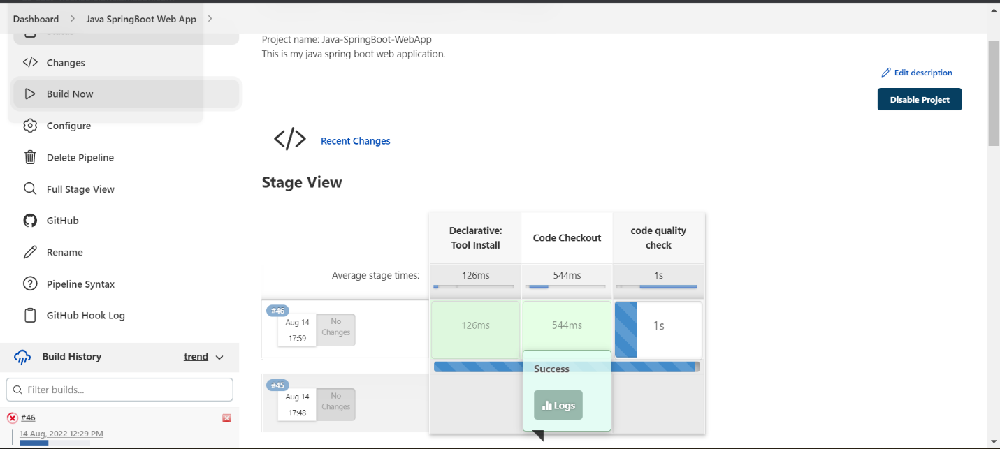 Dashboard
Java SpringBoot Web App
Status
Changes
Build Now
Configure
Delete Pipeline
Full Stage View
GitHub
Rename
Pipeline Syntax
GitHub Hook Log
Build History
trend
Filter builds...
#46
14 Aug, 2022 12:29 PM
Project name: Java-SpringBoot-WebApp
This is my java spring boot web application.
Edit description
Disable Project
Recent Changes
Stage View
Declarative:
Tool Install
Code Checkout
code quality
check
Average stage times:
126ms
544ms
1s
#46
Aug 14
17:59
No
Changes
126ms
544ms
1s
Success
Logs
#45
Aug 14
17:48
No
Changes